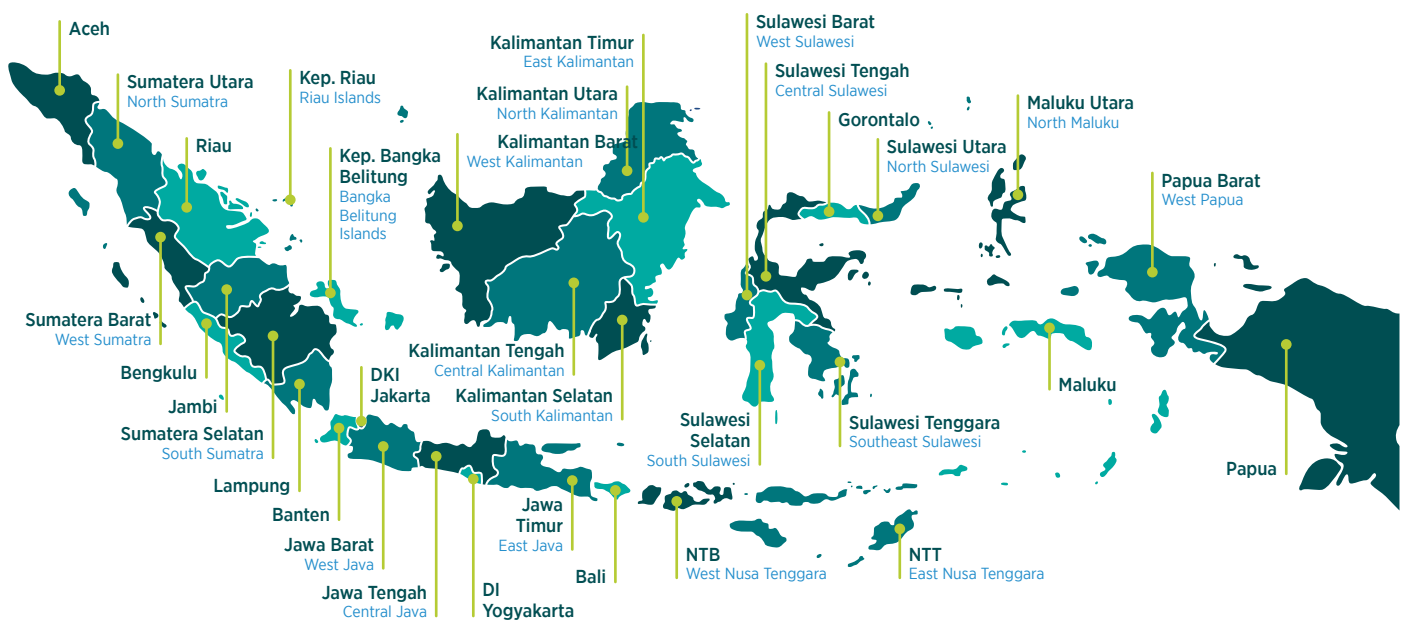 Aceh
Sumatera Utara
North Sumatra
Riau
Kep. Riau
Riau Islands
Kep. Bangka
Belitung
Bangka
Belitung
Islands
Kalimantan Timur
East Kalimantan
Kalimantan Utara
North Kalimantan
Kalimantan Barat
West Kalimantan
Sulawesi Barat
West Sulawesi
Sulawesi Tengah
Central Sulawesi
Gorontalo
Sulawesi Utara
North Sulawesi
Maluku Utara
North Maluku
Papua Barat
West Papua
Sumatera Barat
West Sumatra
Bengkulu
Jambi
Sumatera Selatan
South Sumatra
Lampung
Banten
Jawa Barat
West Java
Jawa Tengah
Central Java
DKI
Jakarta
Kalimantan Tengah
Central Kalimantan
Kalimantan Selatan
South Kalimantan
DI
Yogyakarta
Jawa
Timur
East Java
Bali
Sulawesi
Selatan
South Sulawesi
NTB
West Nusa Tenggara
Sulawesi Tenggara
Southeast Sulawesi
NTT
East Nusa Tenggara
Maluku
Papua